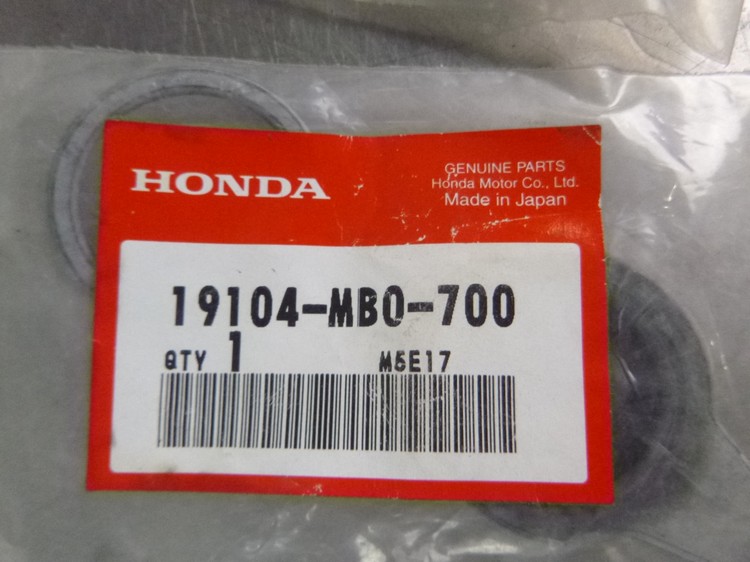 HONDA
GENUINE PARTS
Honda Motor Co., Ltd.
Made in Japan
19104-MB0-700
QTY 1 M5E17